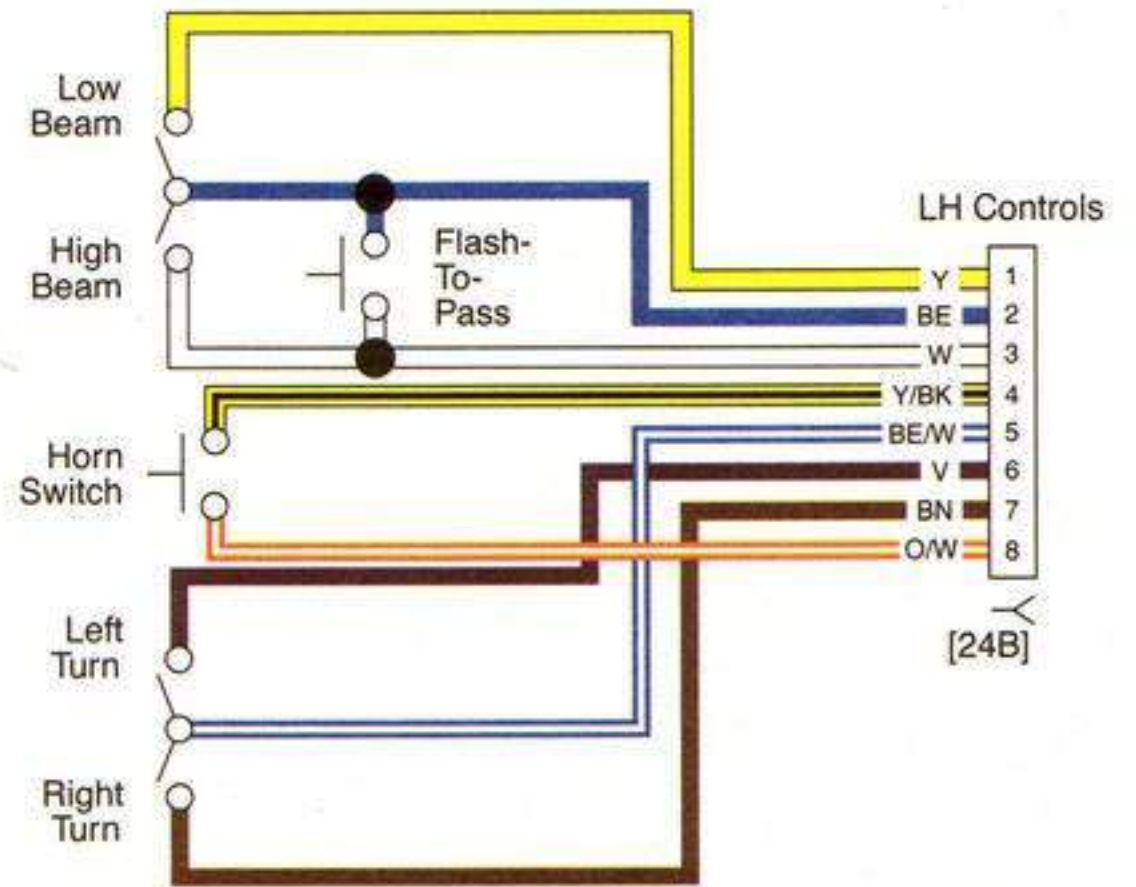 Low
Beam
High
Beam
Flash-
To-
Pass
Horn
Switch
Left
Turn
Right
Turn
LH Controls
Y 1
BE 2
W 3
Y/BK 4
BE/W 5
V 6
BN 7
O/W 8
[24B]